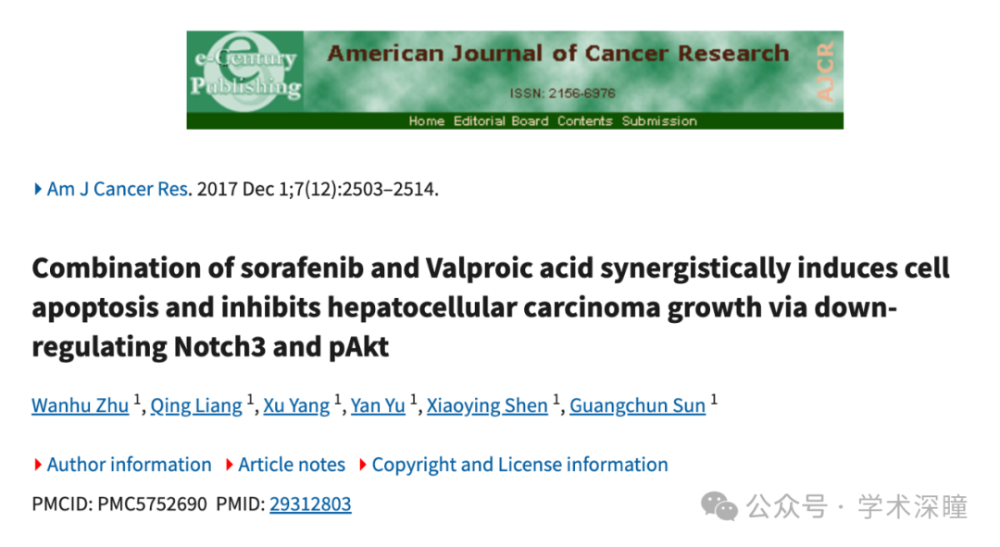 e-Century
Publishing
American Journal of Cancer Research
ISSN: 2156-6976
AJCR
Home Editorial Board Contents Submission
Am J Cancer Res. 2017 Dec 1;7(12):2503–2514.
Combination of sorafenib and Valproic acid synergistically induces cell
apoptosis and inhibits hepatocellular carcinoma growth via down-
regulating Notch3 and pAkt
Wanhu Zhu 1, Qing Liang 1, Xu Yang 1, Yan Yu 1, Xiaoying Shen 1, Guangchun Sun 1
Author information Article notes Copyright and License information
PMCID: PMC5752690 PMID: 29312803
公众号 · 学术深瞳